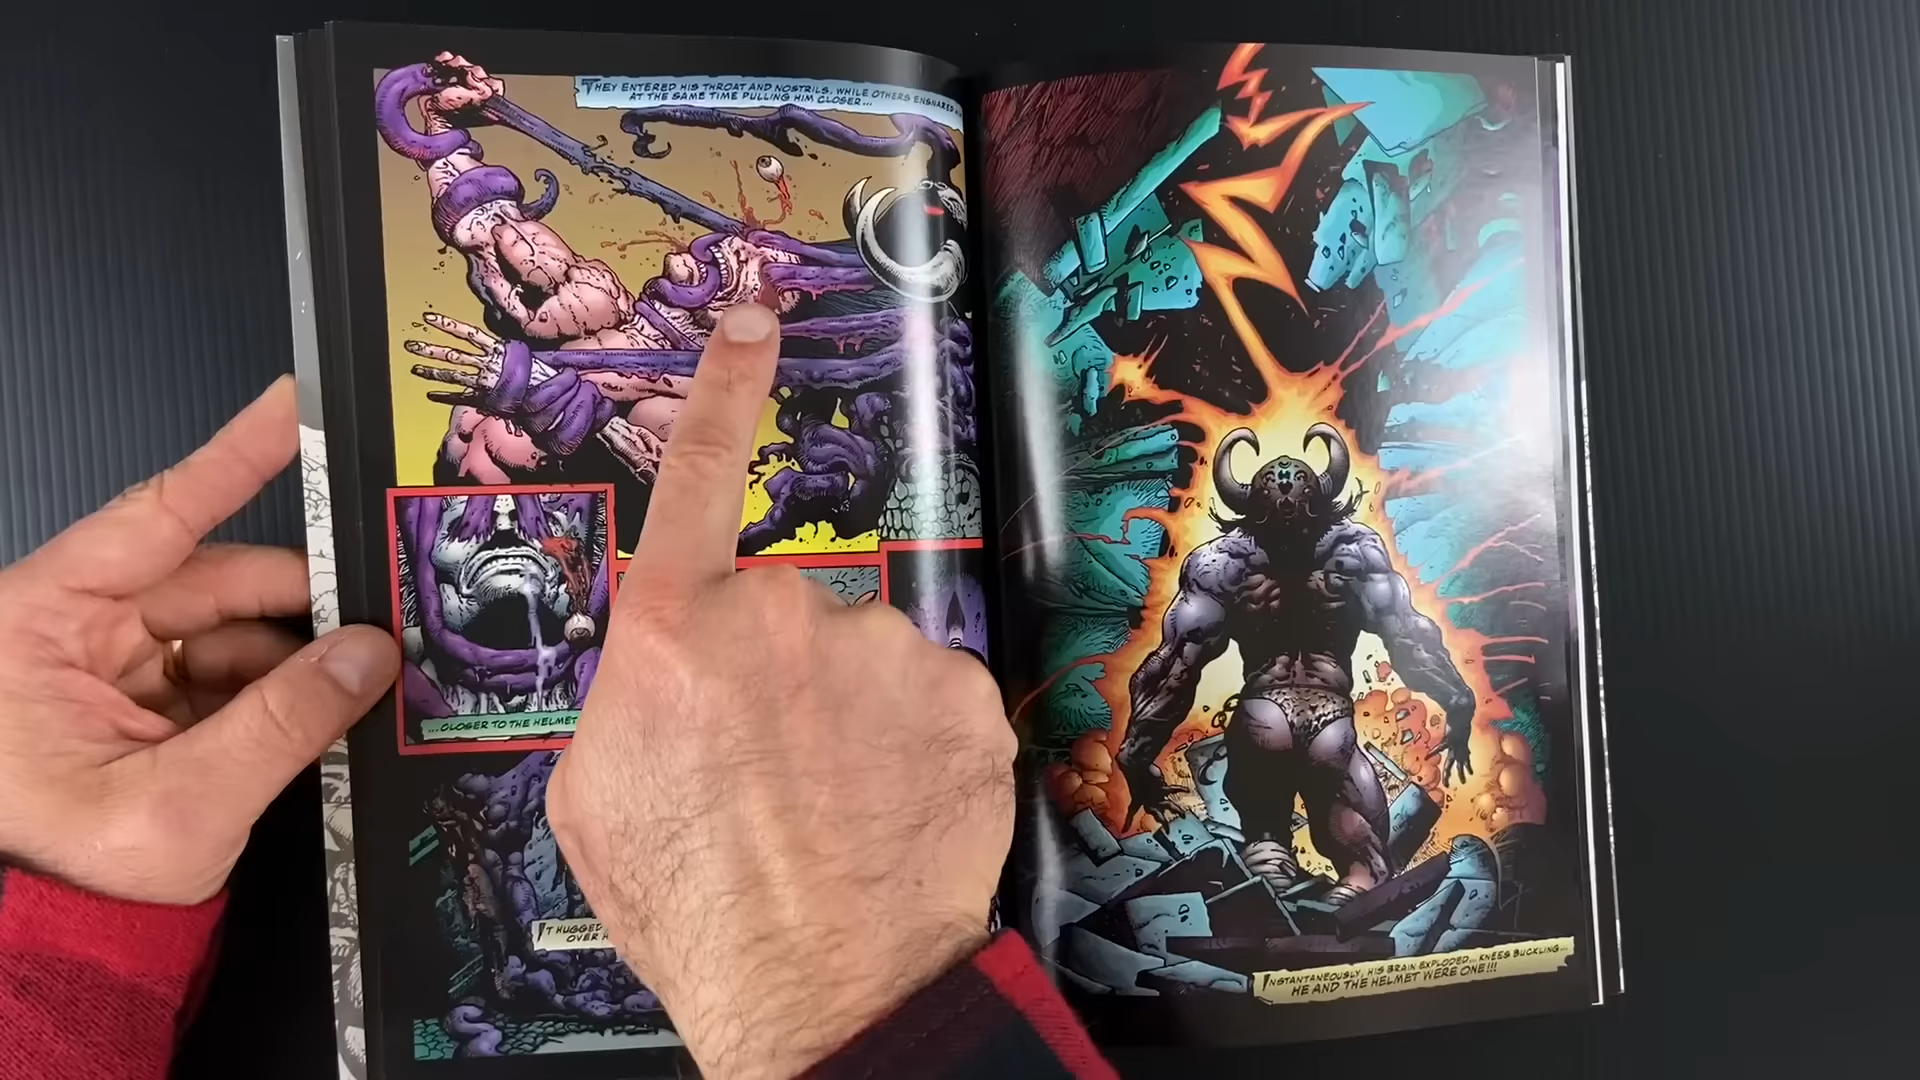 THEY ENTERED HIS THROAT AND NOSTRILS, WHILE OTHERS ENSNARED
AT THE SAME TIME PULLING HIM CLOSER...
...CLOSER TO THE HELMET
IT HUGGED
OVER
INSTANTANEOUSLY, HIS BRAIN EXPLODED... KNEES BUCKLING...
HE AND THE HELMET WERE ONE!!!